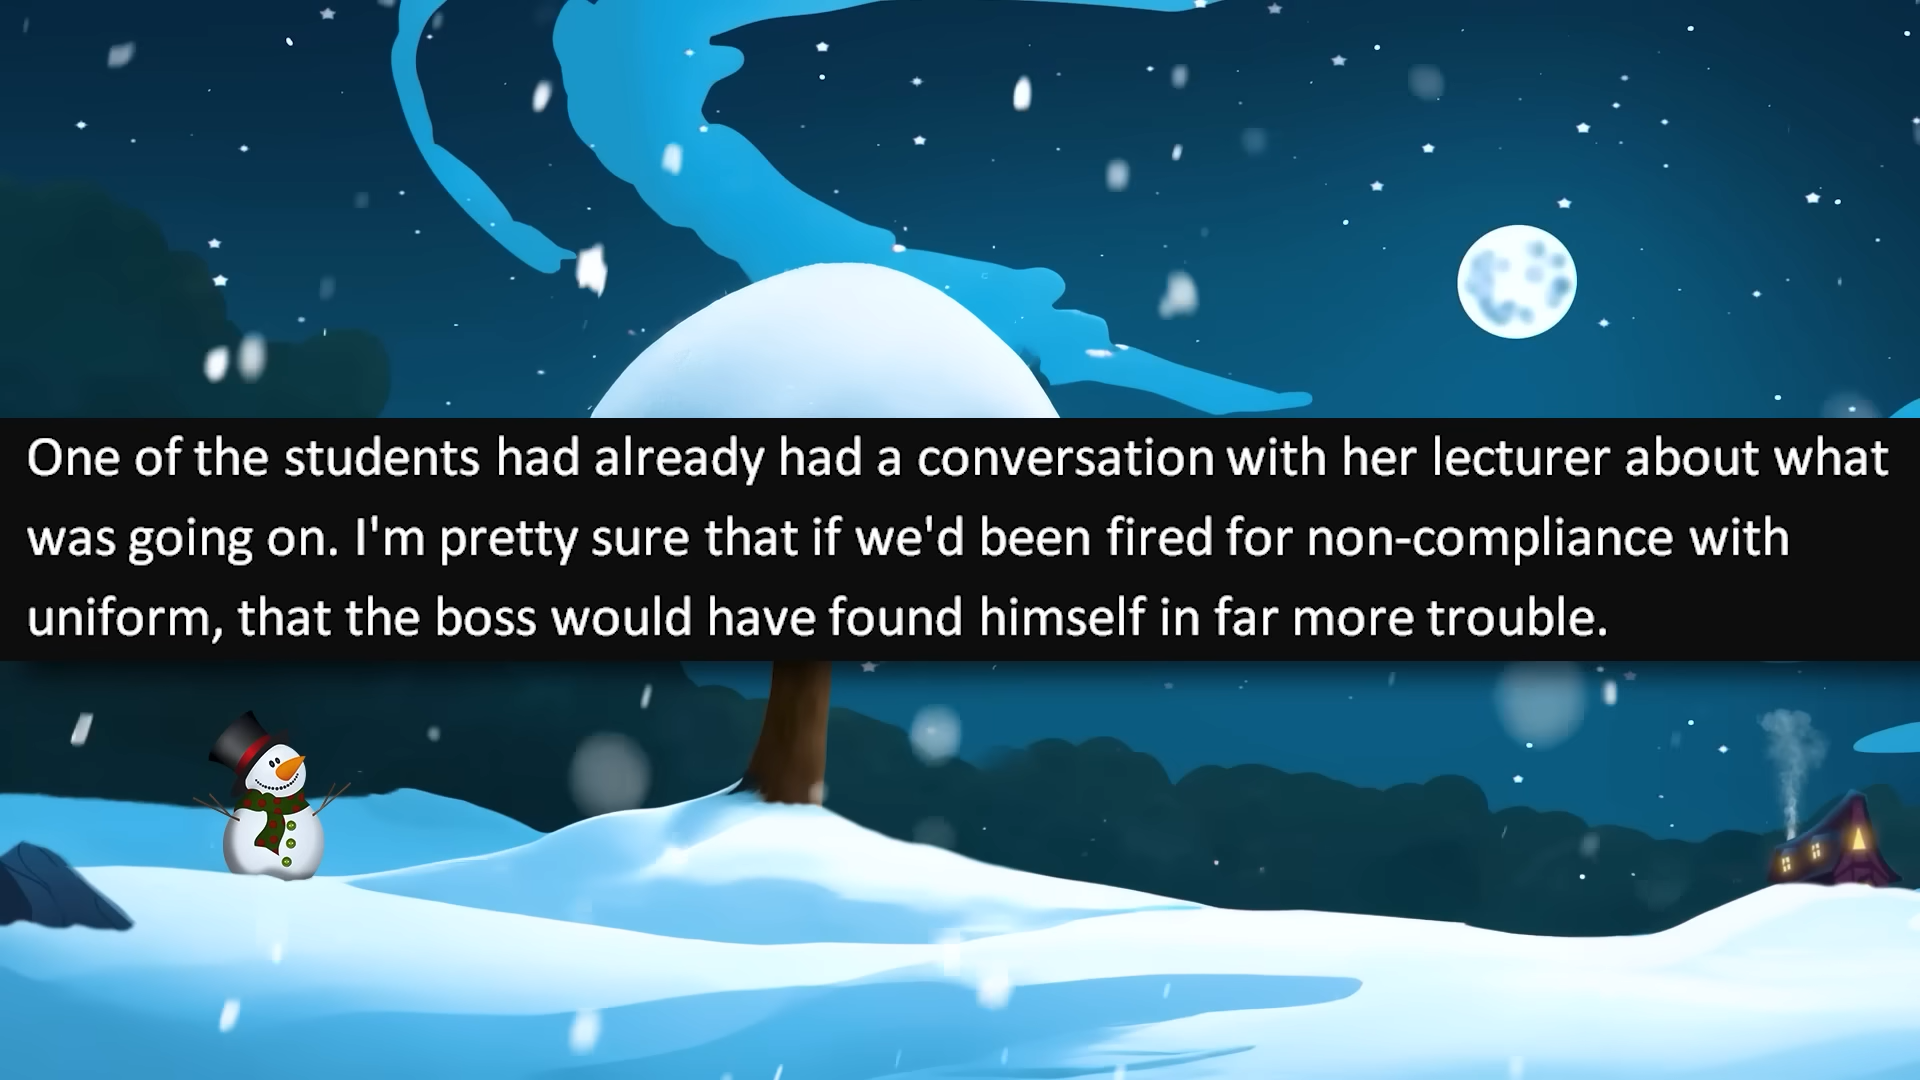 One of the students had already had a conversation with her lecturer about what
was going on. I'm pretty sure that if we'd been fired for non-compliance with
uniform, that the boss would have found himself in far more trouble.